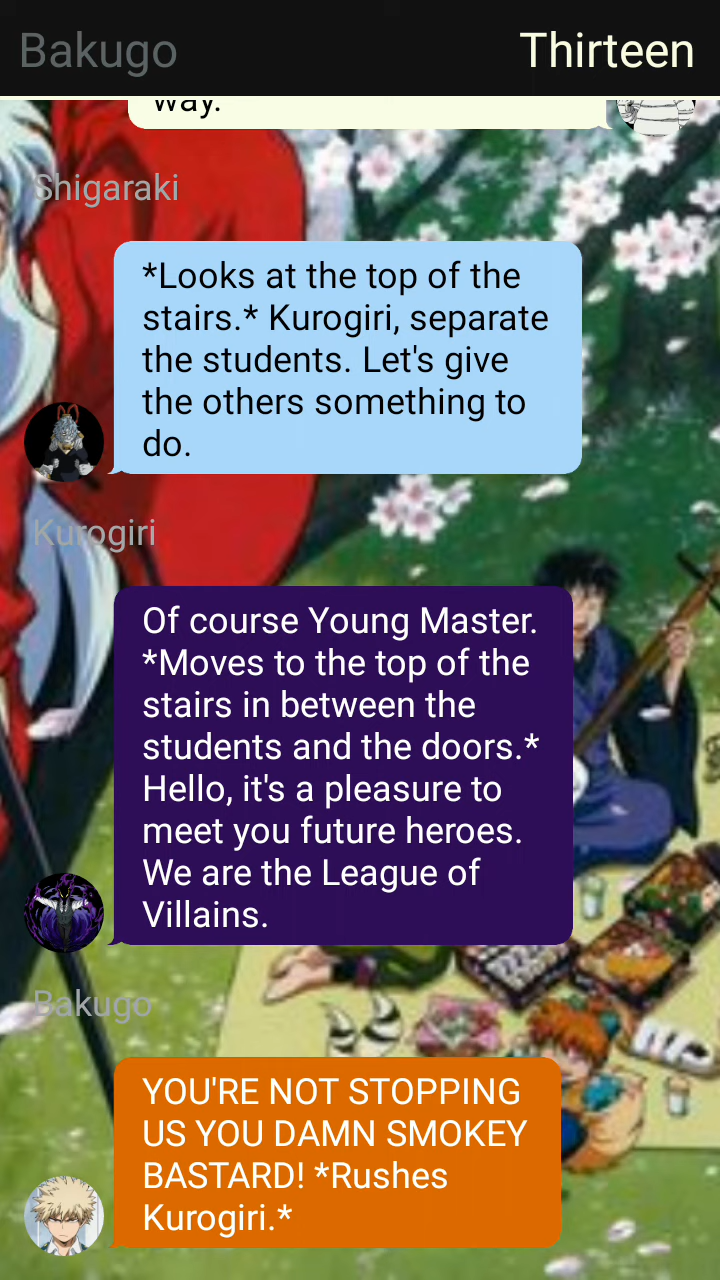 Bakugo
Thirteen
way.
Shigaraki
*Looks at the top of the
stairs.* Kurogiri, separate
the students. Let's give
the others something to
do.
Kurogiri
Of course Young Master.
*Moves to the top of the
stairs in between the
students and the doors.*
Hello, it's a pleasure to
meet you future heroes.
We are the League of
Villains.
Bakugo
YOU'RE NOT STOPPING
US YOU DAMN SMOKEY
BASTARD! *Rushes
Kurogiri.*